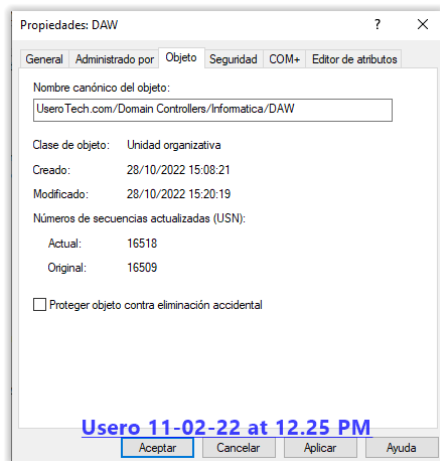 Propiedades: DAW
General Administrado por Objeto Seguridad COM+ Editor de atributos
Nombre canónico del objeto:
UseroTech.com/Domain Controllers/Informatica/DAW
Clase de objeto: Unidad organizativa
Creado: 28/10/2022 15:08:21
Modificado: 28/10/2022 15:20:19
Números de secuencias actualizadas (USN):
Actual: 16518
Original: 16509
Proteger objeto contra eliminación accidental
Usero 11-02-22 at 12.25 PM
Aceptar Cancelar Aplicar Ayuda